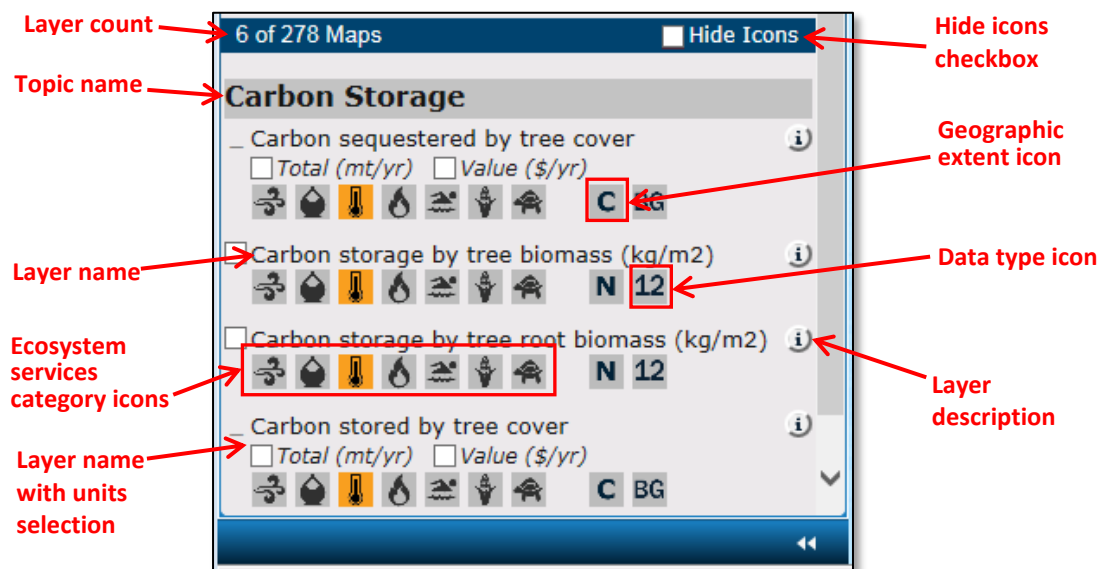 Layer count
6 of 278 Maps
Hide Icons
Hide icons
checkbox
Topic name
Carbon Storage
_ Carbon sequestered by tree cover
i
Total (mt/yr) Value ($/yr)
C BG
Geographic
extent icon
Layer name
Carbon storage by tree biomass (kg/m2)
i
N 12
Data type icon
Ecosystem
services
category icons
Carbon storage by tree root biomass (kg/m2)
i
N 12
Layer
description
Layer name
with units
selection
_ Carbon stored by tree cover
i
Total (mt/yr) Value ($/yr)
C BG